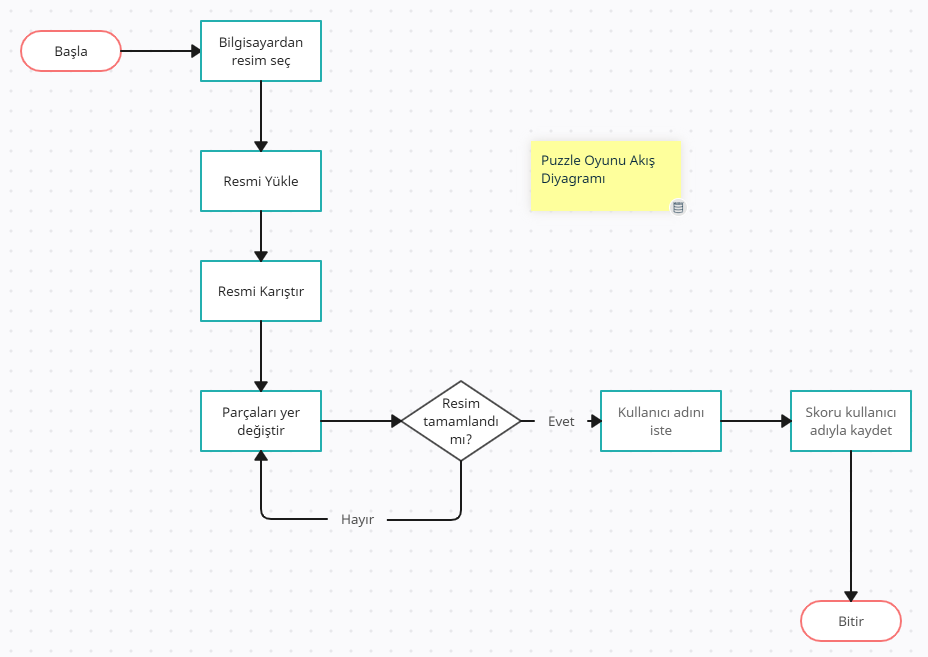 Başla
Bilgisayardan
resim seç
Resmi Yükle
Puzzle Oyunu Akış
Diyagramı
Resmi Karıştır
Parçaları yer
değiştir
Resim
tamamlandı
mı?
Evet
Kullanıcı adını
iste
Skoru kullanıcı
adıyla kaydet
Hayır
Bitir